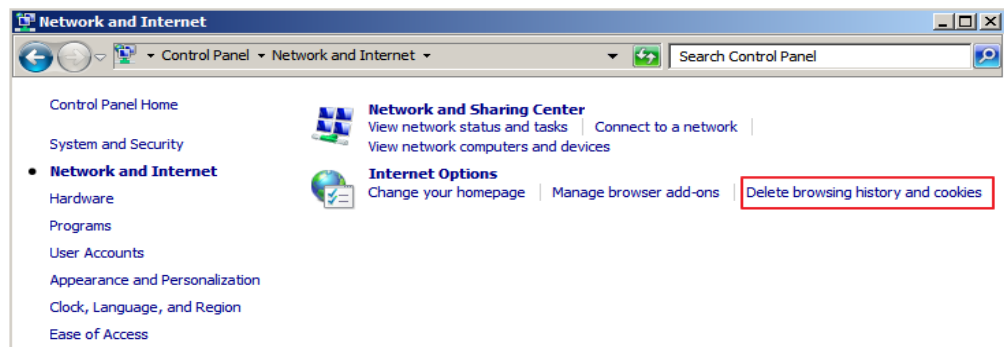 Network and Internet
Control Panel Network and Internet Search Control Panel
Control Panel Home
System and Security
Network and Internet
Hardware
Programs
User Accounts
Appearance and Personalization
Clock, Language, and Region
Ease of Access
Network and Sharing Center
View network status and tasks Connect to a network
View network computers and devices
Internet Options
Change your homepage Manage browser add-ons Delete browsing history and cookies